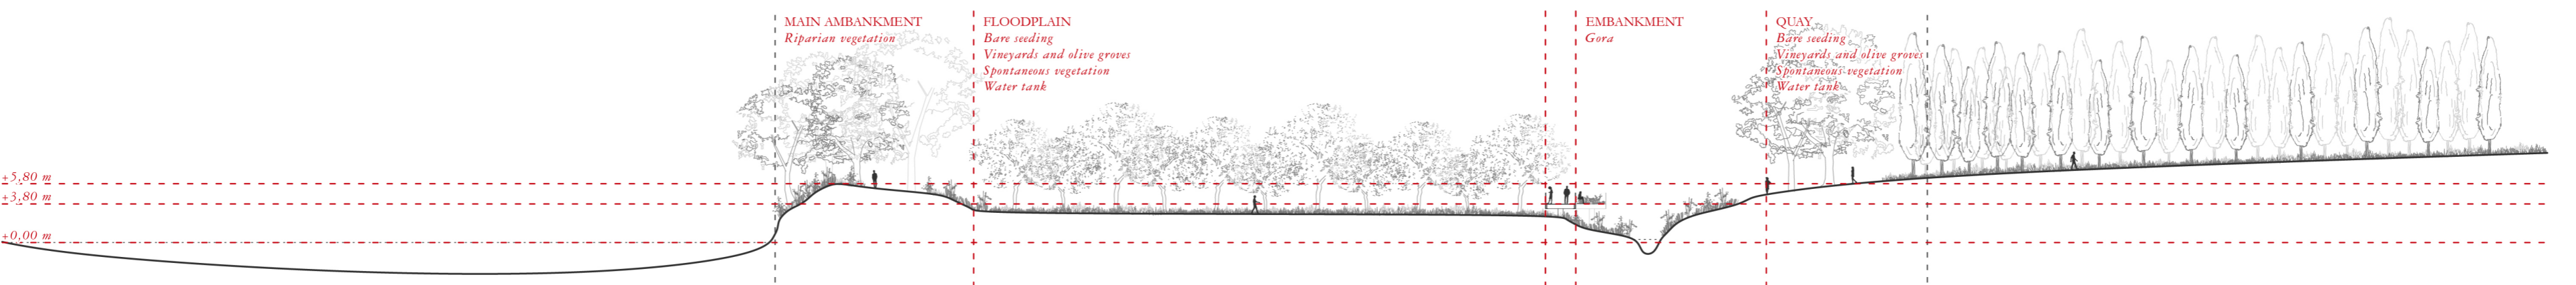 MAIN AMBANKMENT
Riparian vegetation
FLOODPLAIN
Bare seeding
Vineyards and olive groves
Spontaneous vegetation
Water tank
EMBANKMENT
Gora
QUAY
Bare seeding
Vineyards and olive groves
Spontaneous vegetation
Water tank
+5,80 m
+3,80 m
+0,00 m